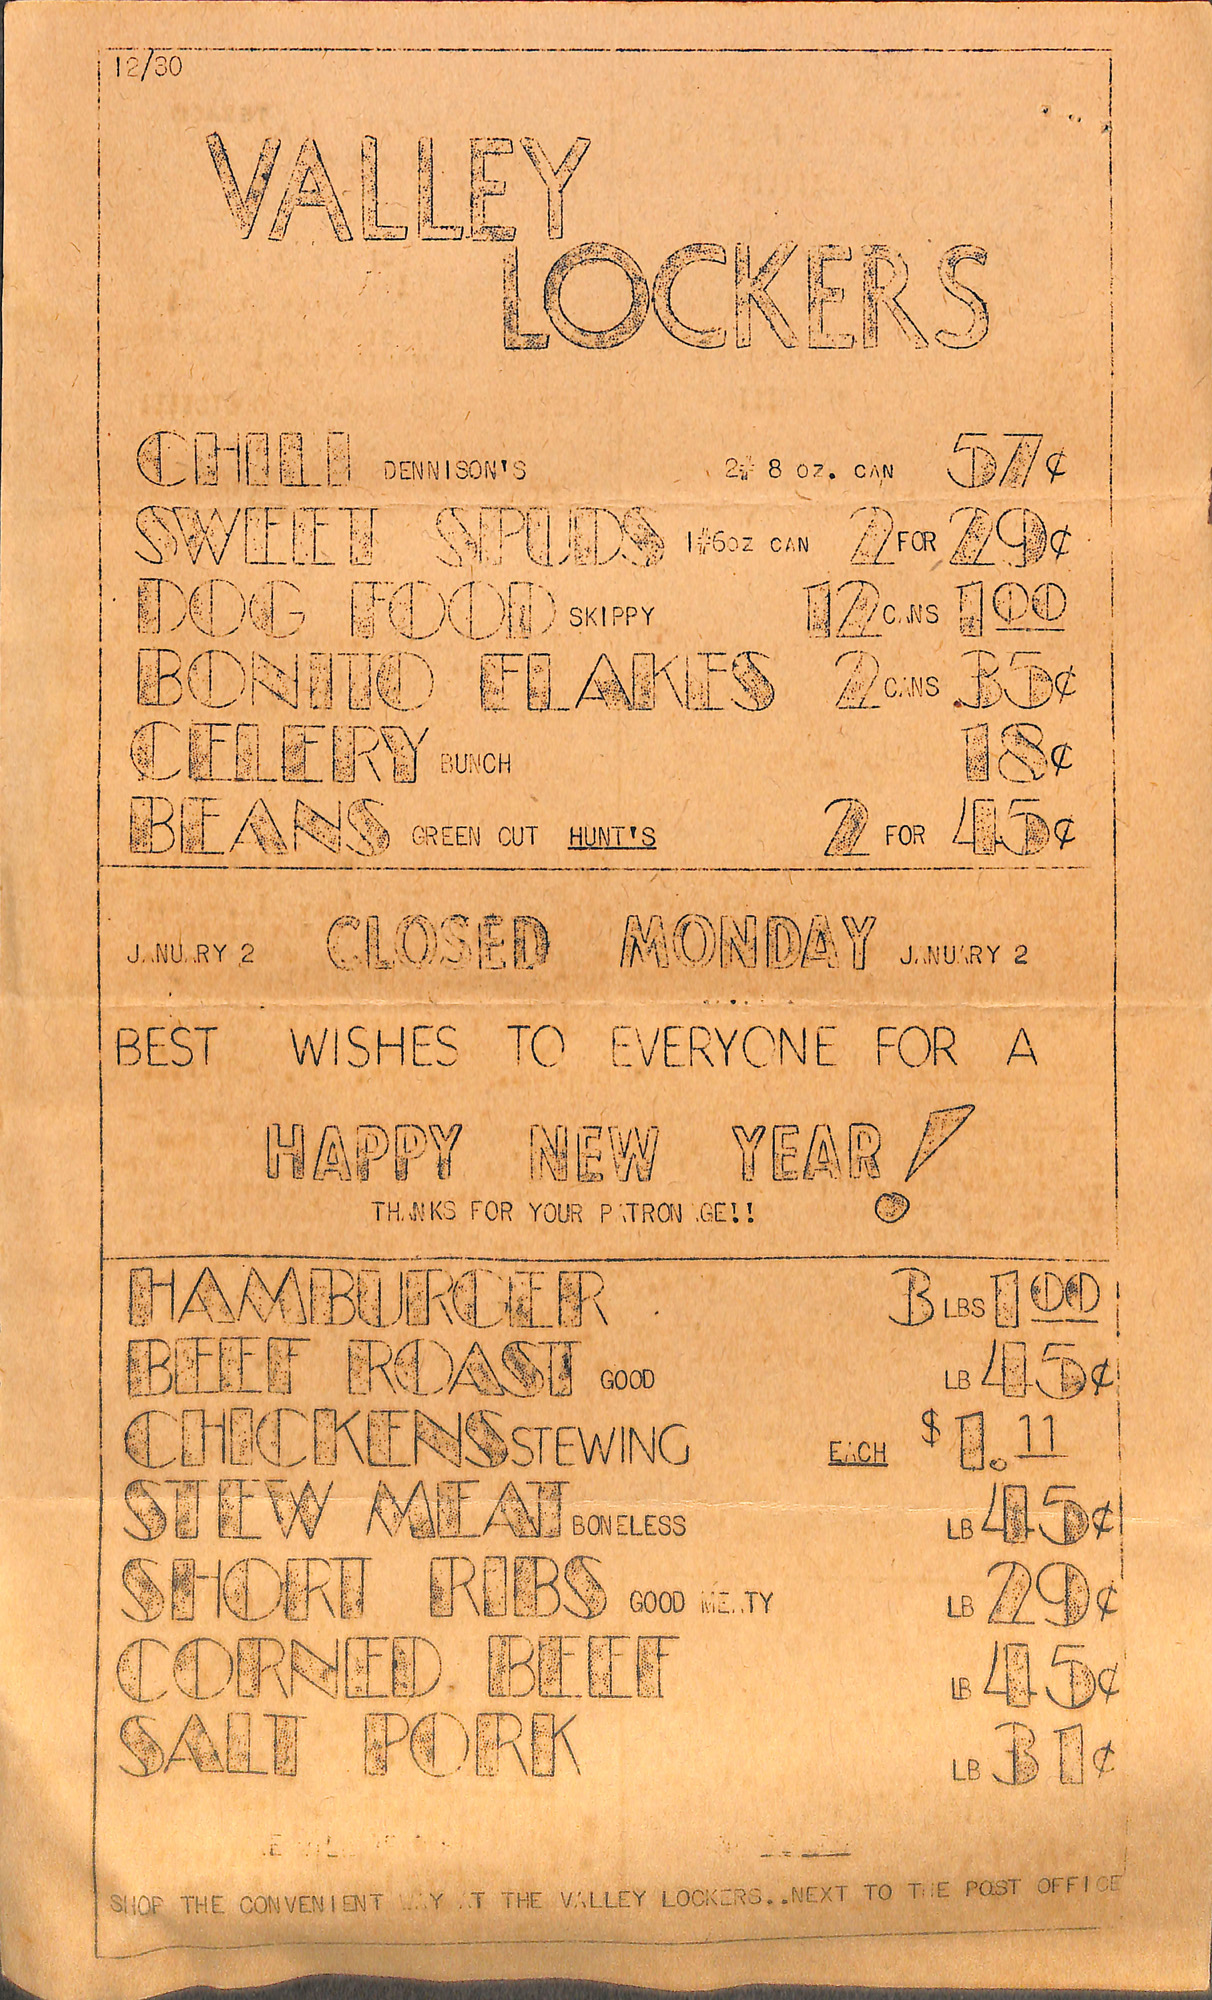 12/30
VALLEY
LOCKERS
CHILI DENNISON'S 2# 8 OZ. CAN 57¢
SWEET SPUDS 1#6OZ CAN 2 FOR 29¢
DOG FOOD SKIPPY 12 CANS 1 00
BONITO FLAKES 2 CANS 35¢
CELERY BUNCH 18¢
BEANS GREEN CUT HUNT'S 2 FOR 45¢
JANUARY 2 CLOSED MONDAY JANUARY 2
BEST WISHES TO EVERYONE FOR A
HAPPY NEW YEAR!
THANKS FOR YOUR PATRONAGE!!
HAMBURGER 3 LBS 1 00
BEEF ROAST GOOD LB 45¢
CHICKENS STEWING EACH $1.11
STEW MEAT BONELESS LB 45¢
SHORT RIBS GOOD MEATY LB 29¢
CORNED BEEF LB 45¢
SALT PORK LB 31¢
SHOP THE CONVENIENT WAY AT THE VALLEY LOCKERS..NEXT TO THE POST OFFICE